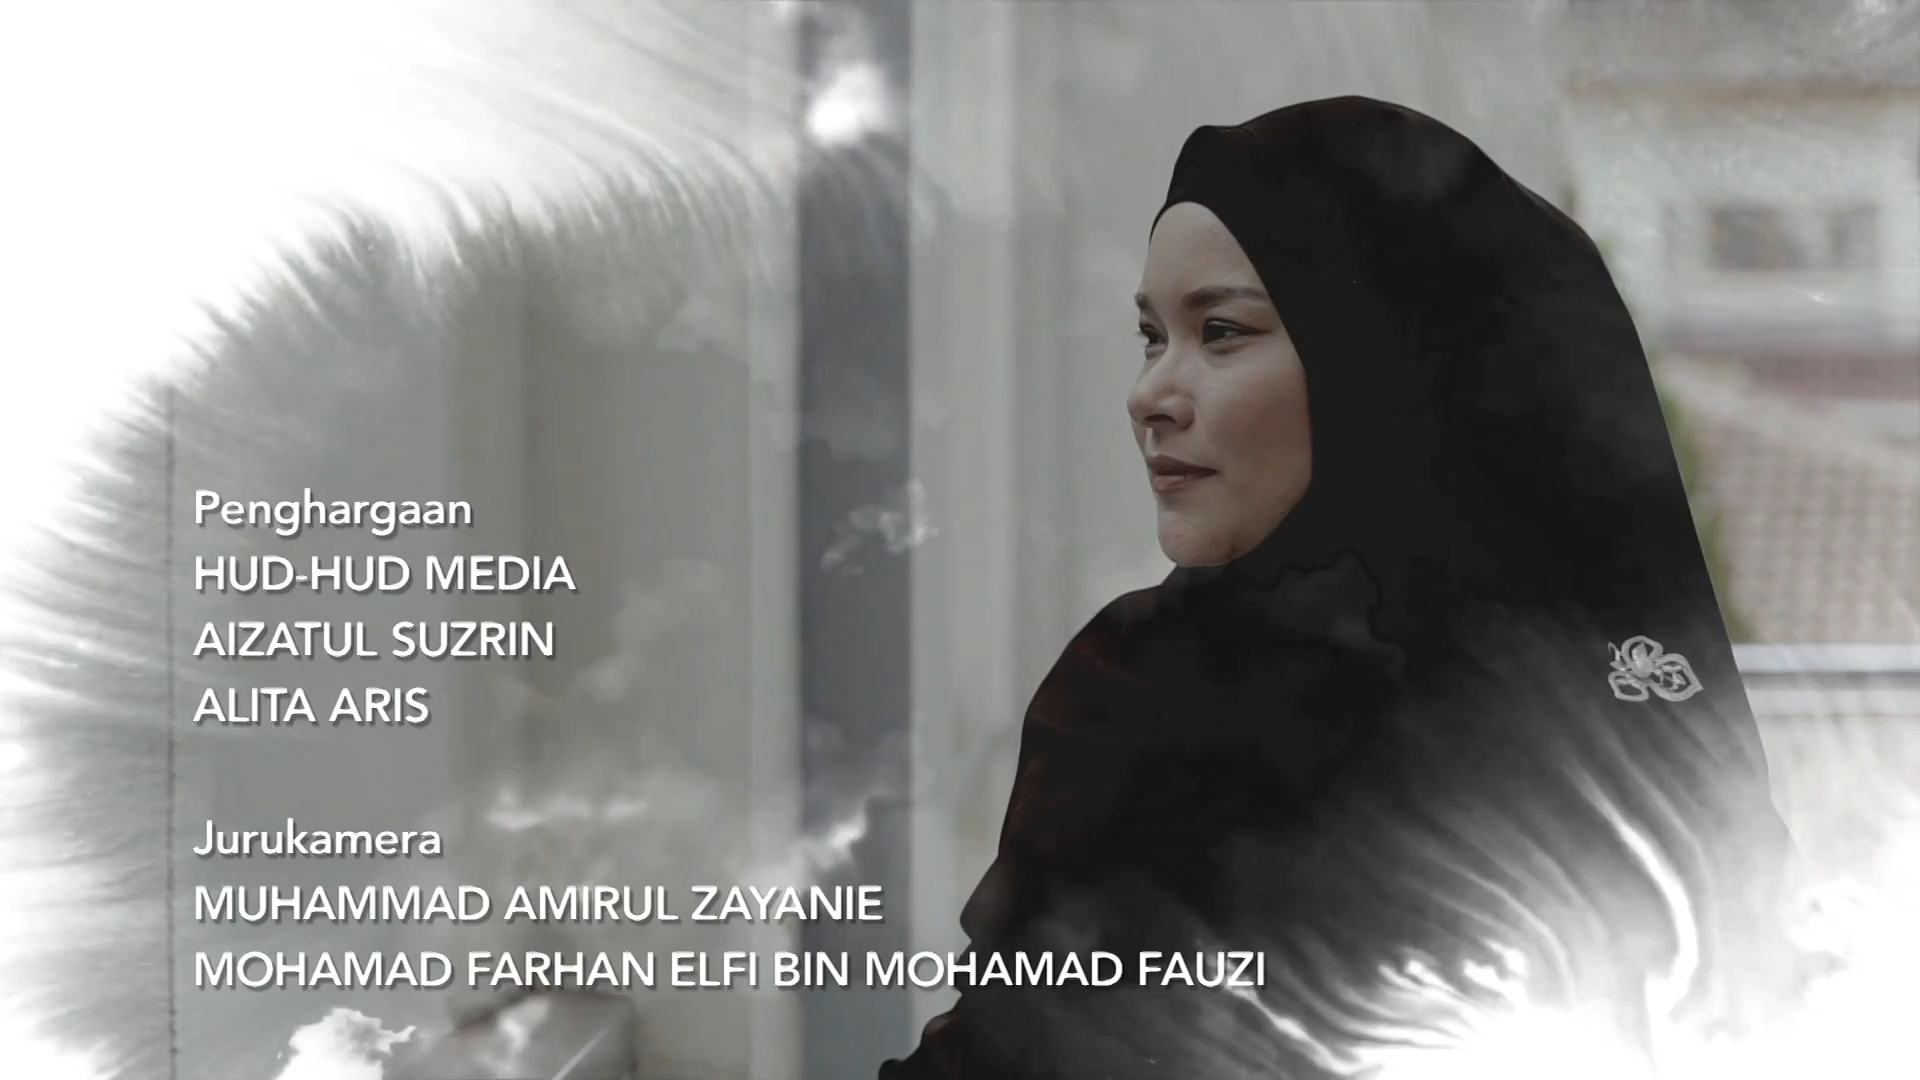 Penghargaan
HUD-HUD MEDIA
AIZATUL SUZRIN
ALITA ARIS
Jurukamera
MUHAMMAD AMIRUL ZAYANIE
MOHAMAD FARHAN ELFI BIN MOHAMAD FAUZI